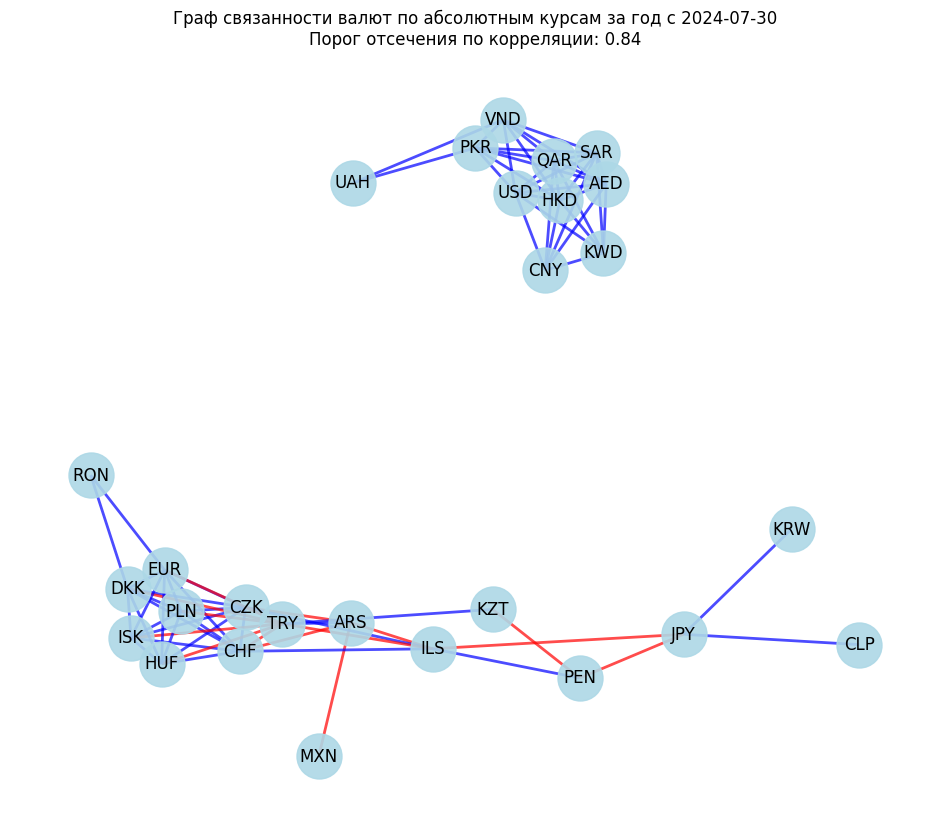 Граф связанности валют по абсолютным курсам за год с 2024-07-30
Порог отсечения по корреляции: 0.84
VND
PKR
QAR
SAR
UAH
USD
HKD
AED
CNY
KWD
RON
KRW
EUR
DKK
PLN
CZK
KZT
ISK
TRY
ARS
JPY
HUF
CHF
ILS
CLP
PEN
MXN